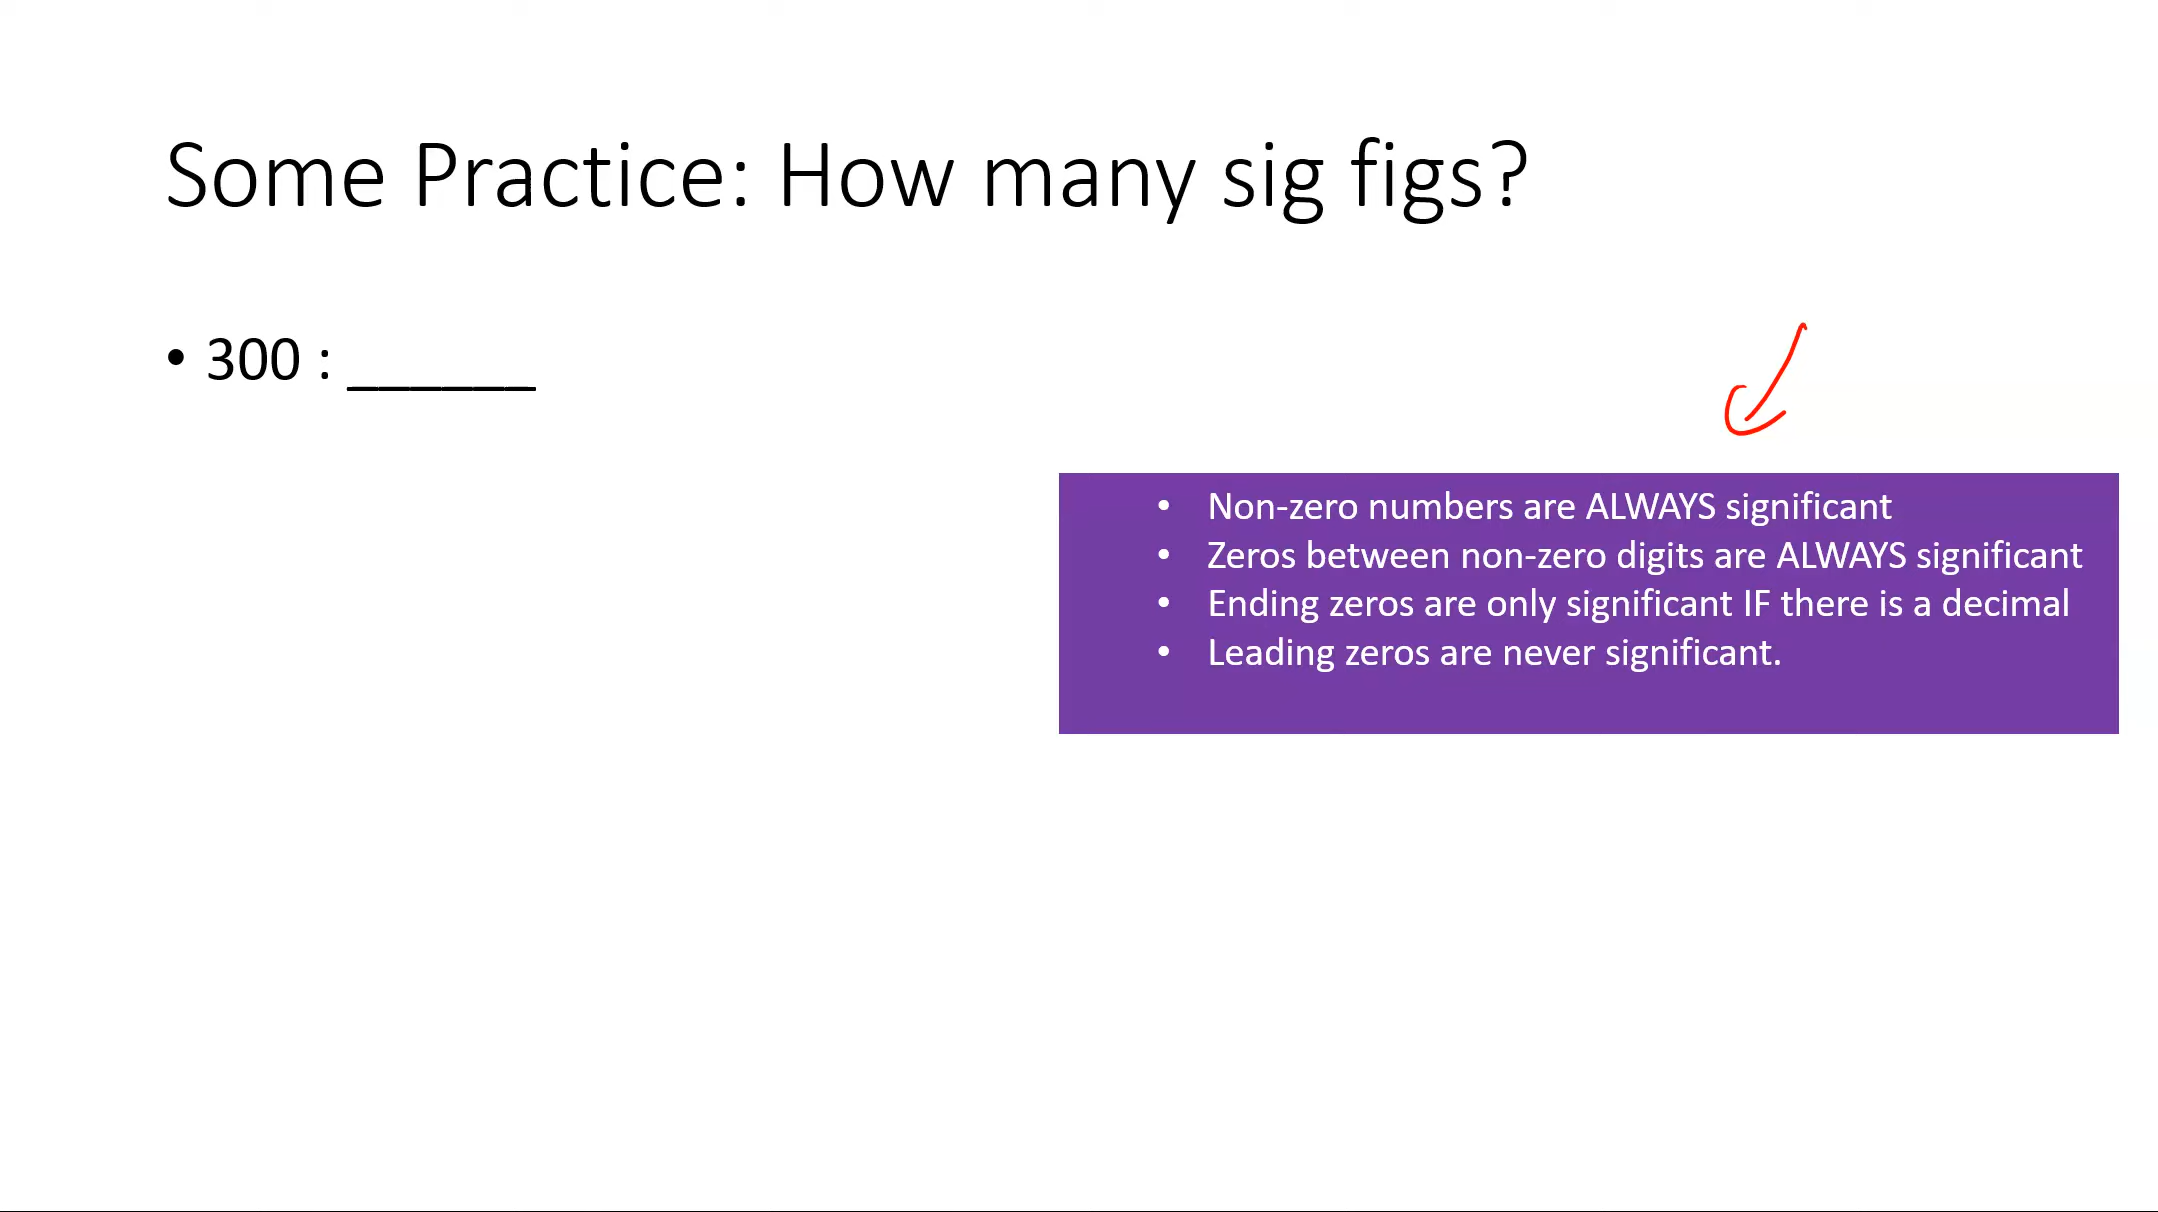 Some Practice: How many sig figs?
• 300 : ______
• Non-zero numbers are ALWAYS significant
• Zeros between non-zero digits are ALWAYS significant
• Ending zeros are only significant IF there is a decimal
• Leading zeros are never significant.